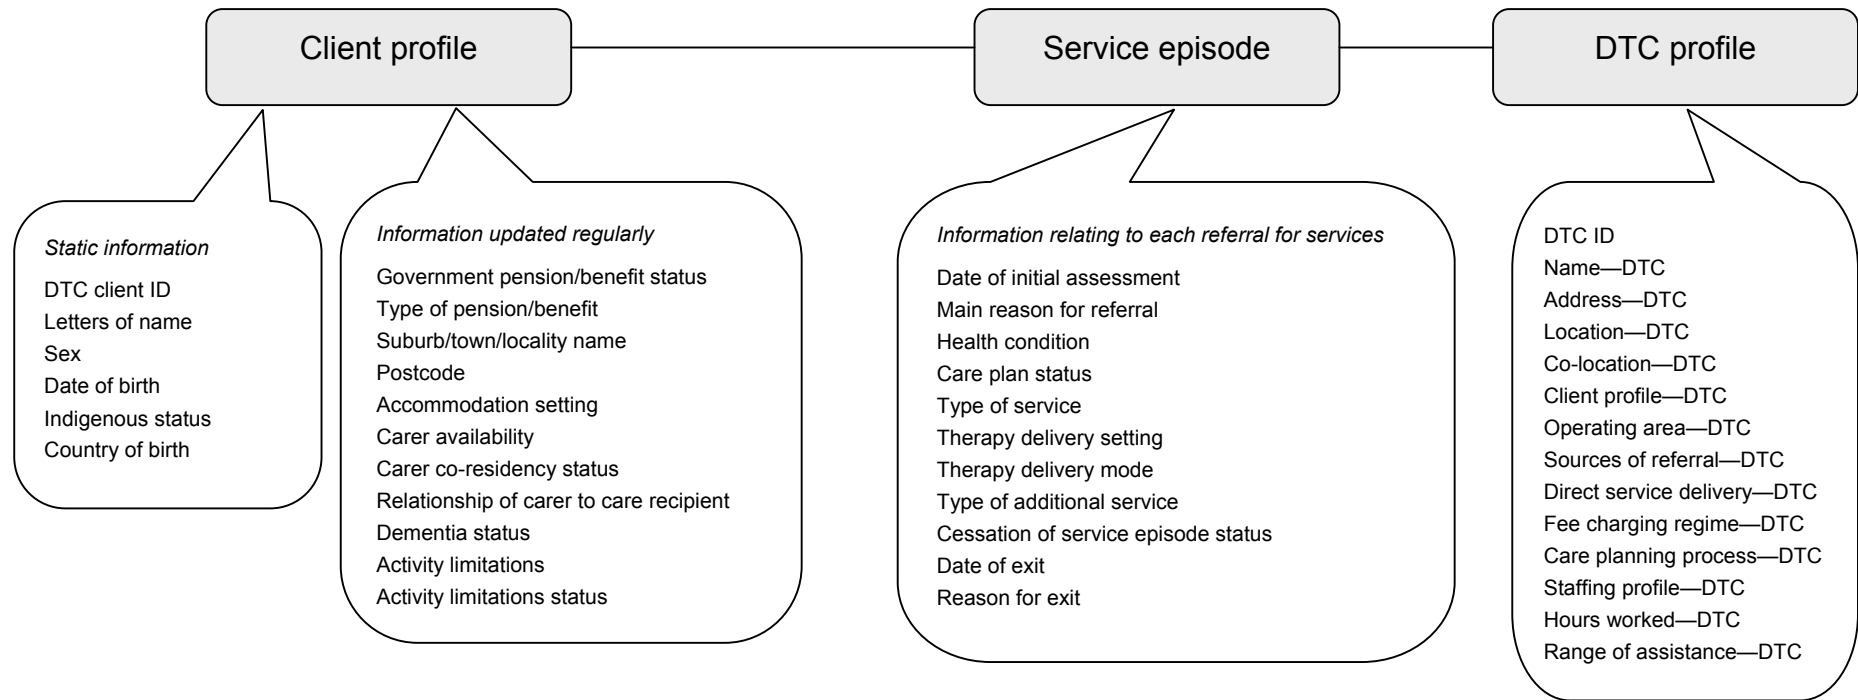 Client profile
Service episode
DTC profile
Static information
DTC client ID
Letters of name
Sex
Date of birth
Indigenous status
Country of birth
Information updated regularly
Government pension/benefit status
Type of pension/benefit
Suburb/town/locality name
Postcode
Accommodation setting
Carer availability
Carer co-residency status
Relationship of carer to care recipient
Dementia status
Activity limitations
Activity limitations status
Information relating to each referral for services
Date of initial assessment
Main reason for referral
Health condition
Care plan status
Type of service
Therapy delivery setting
Therapy delivery mode
Type of additional service
Cessation of service episode status
Date of exit
Reason for exit
DTC ID
Name—DTC
Address—DTC
Location—DTC
Co-location—DTC
Client profile—DTC
Operating area—DTC
Sources of referral—DTC
Direct service delivery—DTC
Fee charging regime—DTC
Care planning process—DTC
Staffing profile—DTC
Hours worked—DTC
Range of assistance—DTC